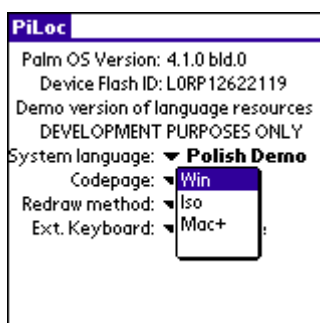 PiLoc
Palm OS Version: 4.1.0 bld.0
Device Flash ID: L0RP12622119
Demo version of language resources
DEVELOPMENT PURPOSES ONLY
System language: Polish Demo
Codepage: Win
Redraw method: Iso
Ext. Keyboard: Mac+